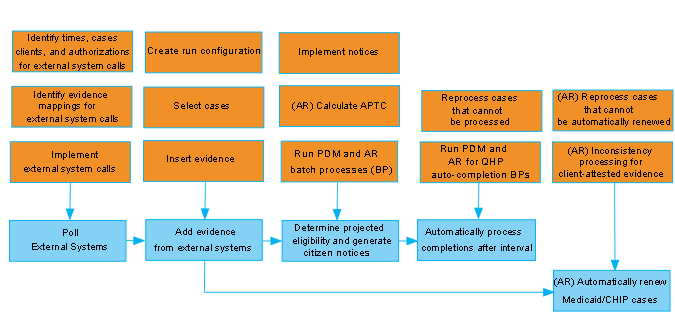 Identify times, cases
clients, and authorizations
for external system calls
Create run configuration
Implement notices
Identify evidence
mappings for
external system calls
Select cases
(AR) Calculate APTC
Reprocess cases
that cannot
be processed
(AR) Reprocess cases
that cannot
be automatically renewed
Implement
external system calls
Insert evidence
Run PDM and AR
batch processes (BP)
Run PDM and
AR for QHP
auto-completion BPs
(AR) Inconsistency
processing for
client-attested evidence
Poll
External Systems
Add evidence
from external systems
Determine projected
eligibility and generate
citizen notices
Automatically process
completions after interval
(AR) Automatically renew
Medicaid/CHIP cases